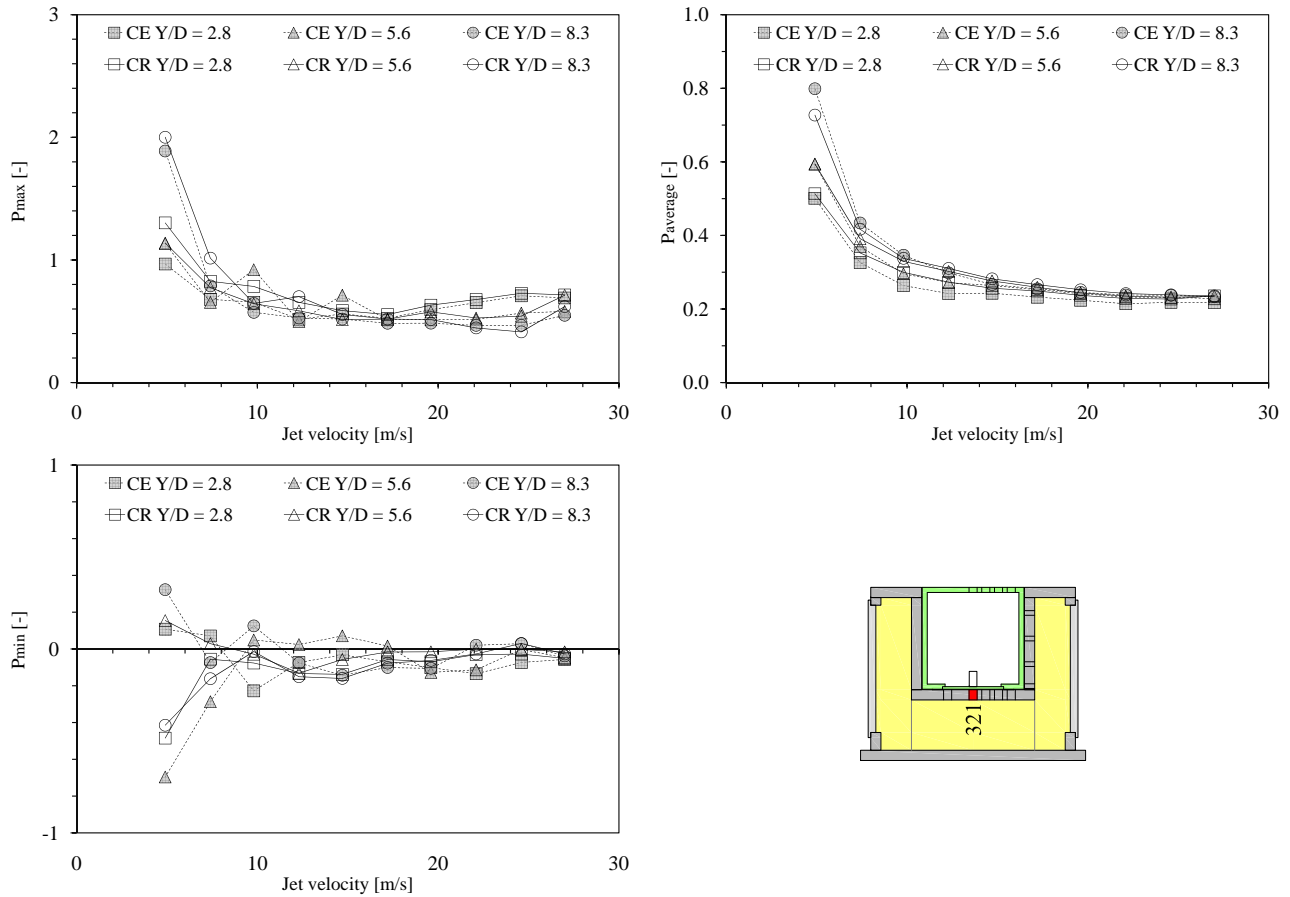 3
2
1
0
Pmax [-]
CE Y/D = 2.8 CE Y/D = 5.6 CE Y/D = 8.3
CR Y/D = 2.8 CR Y/D = 5.6 CR Y/D = 8.3
0 10 20 30
Jet velocity [m/s]
1.0
0.8
0.6
0.4
0.2
0.0
Paverage [-]
CE Y/D = 2.8 CE Y/D = 5.6 CE Y/D = 8.3
CR Y/D = 2.8 CR Y/D = 5.6 CR Y/D = 8.3
0 10 20 30
Jet velocity [m/s]
1
0
-1
Pmin [-]
CE Y/D = 2.8 CE Y/D = 5.6 CE Y/D = 8.3
CR Y/D = 2.8 CR Y/D = 5.6 CR Y/D = 8.3
0 10 20 30
Jet velocity [m/s]
321